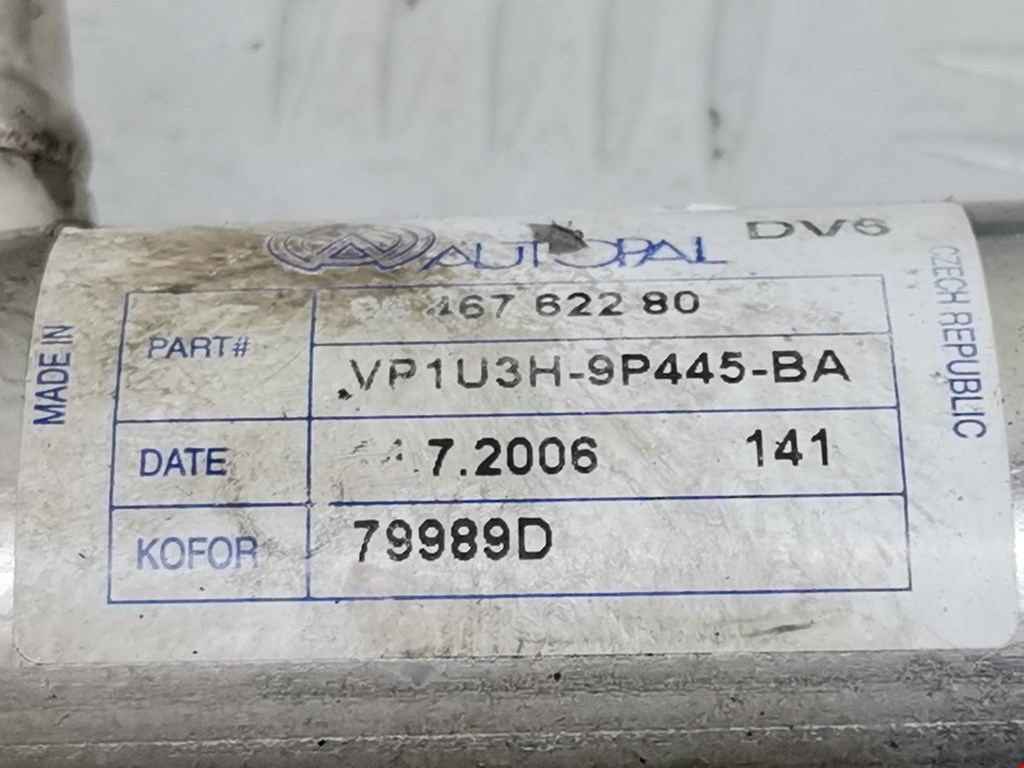 AUTOPAL DV6
MADE IN
CZECH REPUBLIC
PART# 467 622 80
VP1U3H-9P445-BA
DATE .7.2006 141
KOFOR 79989D